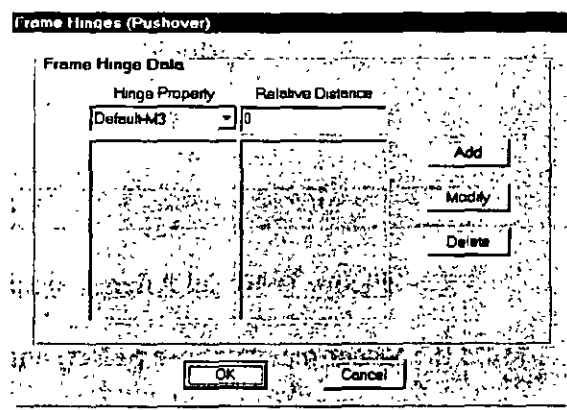 Frame Hinges (Pushover)
Frame Hinge Data
Hinge Property Relative Distance
Default-M3 0
Add
Modify
Delete
OK Cancel